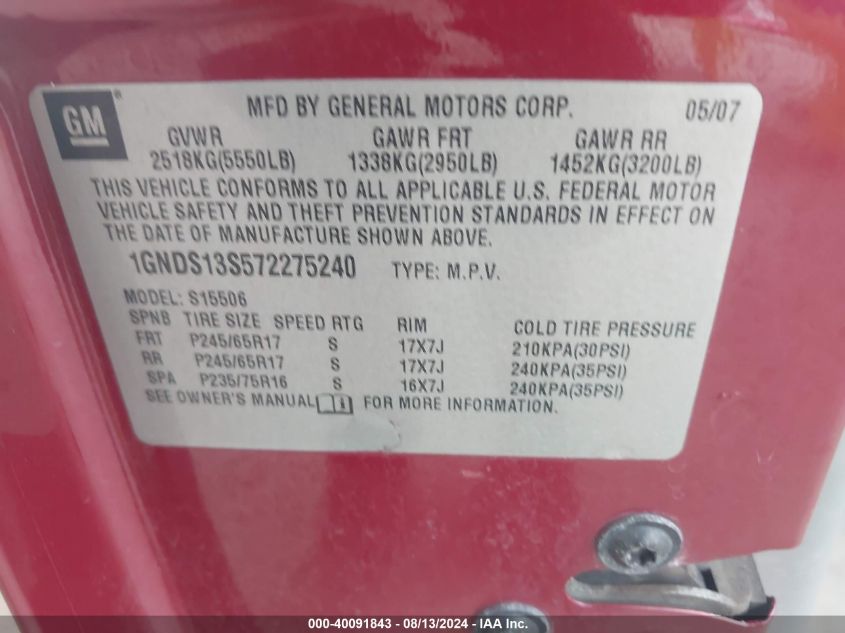 GM
MFD BY GENERAL MOTORS CORP. 05/07
GVWR GAWR FRT GAWR RR
2518KG(5550LB) 1338KG(2950LB) 1452KG(3200LB)
THIS VEHICLE CONFORMS TO ALL APPLICABLE U.S. FEDERAL MOTOR
VEHICLE SAFETY AND THEFT PREVENTION STANDARDS IN EFFECT ON
THE DATE OF MANUFACTURE SHOWN ABOVE.
1GNDS13S572275240 TYPE: M.P.V.
MODEL: S15506
SPNB TIRE SIZE SPEED RTG RIM COLD TIRE PRESSURE
FRT P245/65R17 S 17X7J 210KPA(30PSI)
RR P245/65R17 S 17X7J 240KPA(35PSI)
SPA P235/75R16 S 16X7J 240KPA(35PSI)
SEE OWNER'S MANUAL FOR MORE INFORMATION.
000-40091843 - 08/13/2024 - IAA Inc.